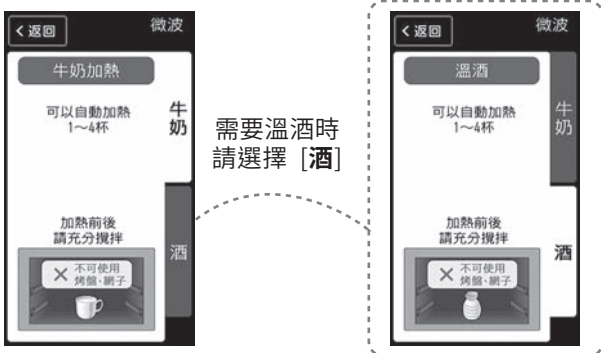 <返回
微波
牛奶加熱
可以自動加熱
1～4杯
牛奶
加熱前後
請充分攪拌
酒
×不可使用
烤盤、網子
需要溫酒時
請選擇 [酒]
<返回
微波
溫酒
可以自動加熱
1～4杯
牛奶
加熱前後
請充分攪拌
酒
×不可使用
烤盤、網子